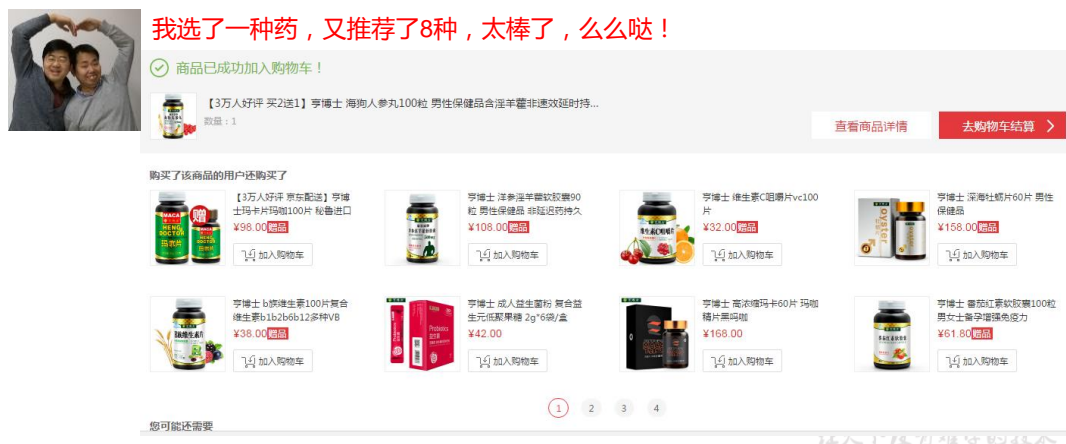 我选了一种药，又推荐了8种，太棒了，么么哒！
商品已成功加入购物车！
【3万人好评 买2送1】亨博士 海狗人参丸100粒 男性保健品含淫羊藿非速效延时持...
数量：1
查看商品详情
去购物车结算
购买了该商品的用户还购买了
【3万人好评 京东配送】亨博
士玛卡片玛咖100片 秘鲁进口
¥98.00赠品
加入购物车
亨博士 洋参淫羊藿软胶囊90
粒 男性保健品 非延迟药持久
¥108.00赠品
加入购物车
亨博士 维生素C咀嚼片vc100
片
¥32.00赠品
加入购物车
亨博士 深海牡蛎片60片 男性
保健品
¥158.00赠品
加入购物车
亨博士 b族维生素100片复合
维生素b1b2b6b12多种VB
¥38.00赠品
加入购物车
亨博士 成人益生菌粉 复合益
生元低聚果糖 2g*6袋/盒
¥42.00
加入购物车
亨博士 高浓缩玛卡60片 玛咖
精片黑吗咖
¥168.00
加入购物车
亨博士 番茄红素软胶囊100粒
男女士备孕增强免疫力
¥61.80赠品
加入购物车
1 2 3 4
您可能还需要
MACA
赠
HENG
DOCTOR
玛咖片
oyster
Probiotics